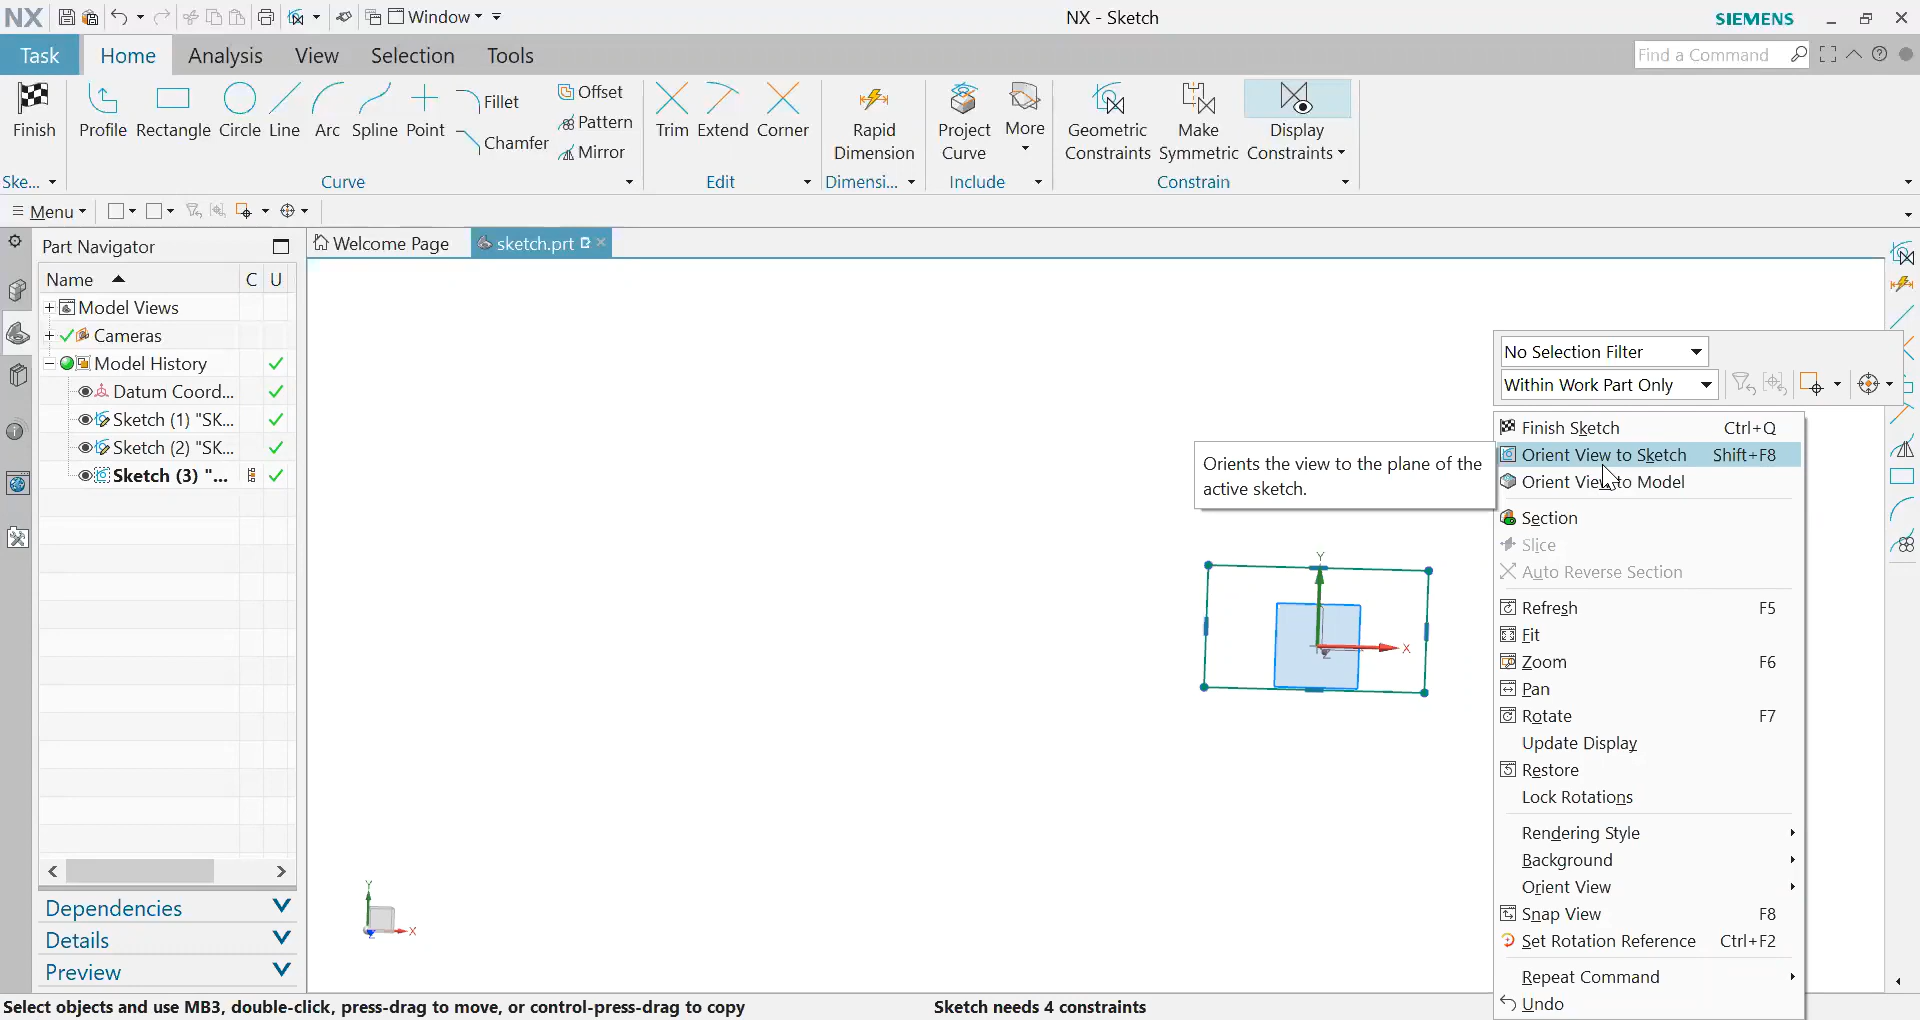 NX
Window
NX - Sketch
SIEMENS
Task
Home
Analysis
View
Selection
Tools
Find a Command
Finish
Profile
Rectangle
Circle
Line
Arc
Spline
Point
Fillet
Chamfer
Offset
Pattern
Mirror
Trim
Extend
Corner
Rapid
Dimension
Project
Curve
More
Geometric
Constraints
Make
Symmetric
Display
Constraints
Ske...
Curve
Edit
Dimensi...
Include
Constrain
Menu
Part Navigator
Welcome Page
sketch.prt
Name
C
U
Model Views
Cameras
Model History
Datum Coord...
Sketch (1) "SK...
Sketch (2) "SK...
Sketch (3) "...
Dependencies
Details
Preview
No Selection Filter
Within Work Part Only
Finish Sketch Ctrl+Q
Orient View to Sketch Shift+F8
Orient View to Model
Section
Slice
Auto Reverse Section
Refresh F5
Fit
Zoom F6
Pan
Rotate F7
Update Display
Restore
Lock Rotations
Rendering Style
Background
Orient View
Snap View F8
Set Rotation Reference Ctrl+F2
Repeat Command
Undo
Orients the view to the plane of the
active sketch.
Y
X
Z
Y
X
Z
Select objects and use MB3, double-click, press-drag to move, or control-press-drag to copy
Sketch needs 4 constraints